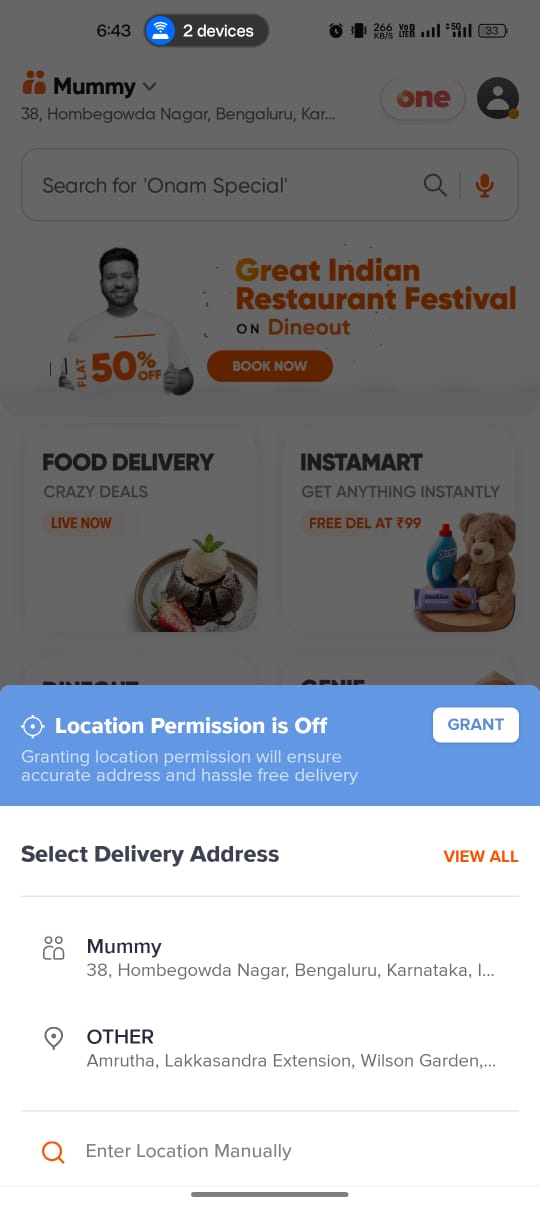 6:43 2 devices 266 KB/S Vo LTE 5G 33
Mummy
38, Hombegowda Nagar, Bengaluru, Kar...
one
Search for 'Onam Special'
Great Indian
Restaurant Festival
ON Dineout
FLAT 50% OFF
BOOK NOW
FOOD DELIVERY
CRAZY DEALS
LIVE NOW
INSTAMART
GET ANYTHING INSTANTLY
FREE DEL AT ₹99
Cookies
DINEOUT
GENIE
Location Permission is Off
GRANT
Granting location permission will ensure
accurate address and hassle free delivery
Select Delivery Address
VIEW ALL
Mummy
38, Hombegowda Nagar, Bengaluru, Karnataka, I...
OTHER
Amrutha, Lakkasandra Extension, Wilson Garden,...
Enter Location Manually